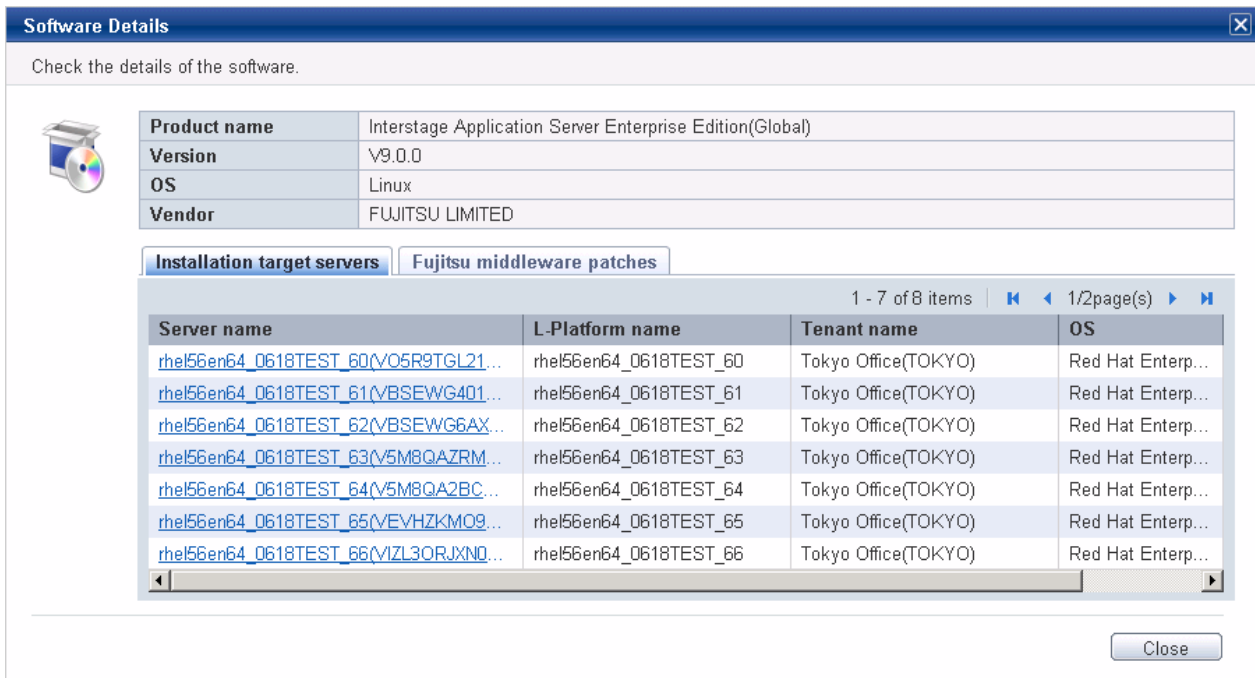 Software Details
Check the details of the software.
Product name Interstage Application Server Enterprise Edition(Global)
Version V9.0.0
OS Linux
Vendor FUJITSU LIMITED
Installation target servers Fujitsu middleware patches
1 - 7 of 8 items 1/2page(s)
Server name L-Platform name Tenant name OS
rhel56en64_0618TEST_60(VO5R9TGL21... rhel56en64_0618TEST_60 Tokyo Office(TOKYO) Red Hat Enterp...
rhel56en64_0618TEST_61(VBSEWG401... rhel56en64_0618TEST_61 Tokyo Office(TOKYO) Red Hat Enterp...
rhel56en64_0618TEST_62(VBSEWG6AX... rhel56en64_0618TEST_62 Tokyo Office(TOKYO) Red Hat Enterp...
rhel56en64_0618TEST_63(V5M8QAZRM... rhel56en64_0618TEST_63 Tokyo Office(TOKYO) Red Hat Enterp...
rhel56en64_0618TEST_64(V5M8QA2BC... rhel56en64_0618TEST_64 Tokyo Office(TOKYO) Red Hat Enterp...
rhel56en64_0618TEST_65(VEVHZKMO9... rhel56en64_0618TEST_65 Tokyo Office(TOKYO) Red Hat Enterp...
rhel56en64_0618TEST_66(VIZL3ORJXN0... rhel56en64_0618TEST_66 Tokyo Office(TOKYO) Red Hat Enterp...
Close